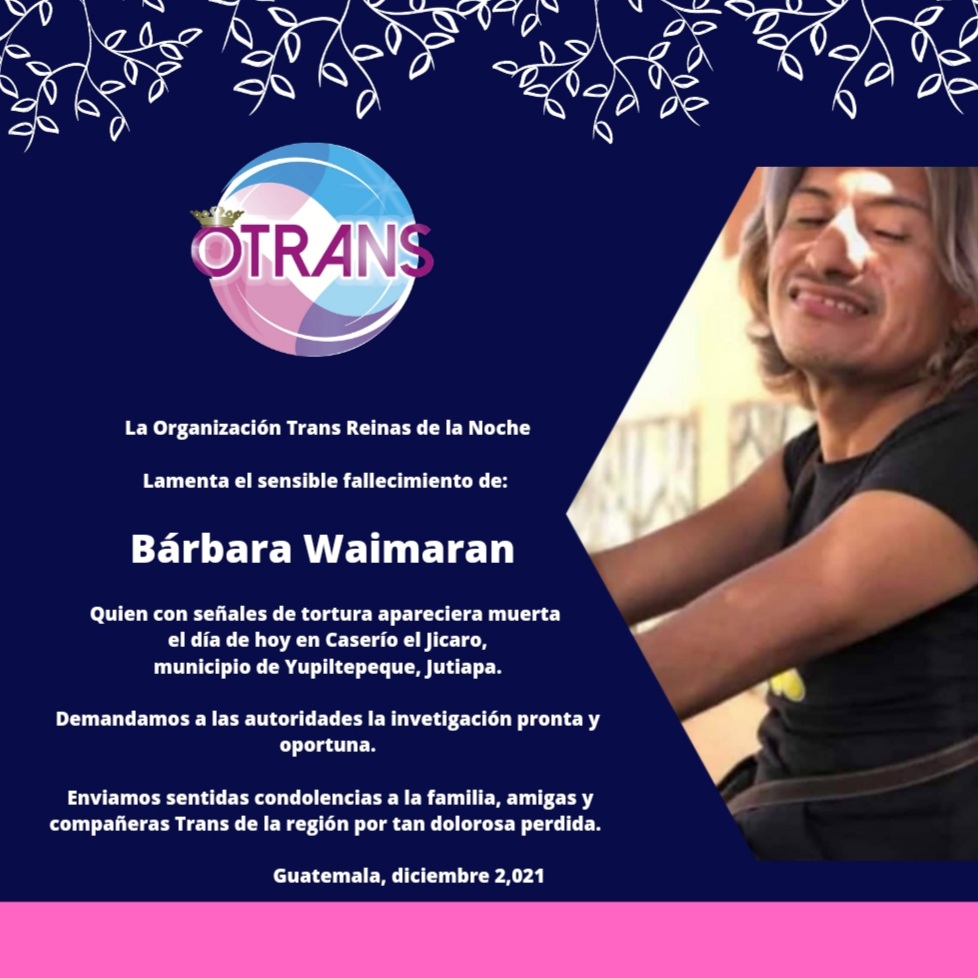 OTRANS
La Organización Trans Reinas de la Noche
Lamenta el sensible fallecimiento de:
Bárbara Waimaran
Quien con señales de tortura apareciera muerta
el día de hoy en Caserío el Jicaro,
municipio de Yupiltepeque, Jutiapa.
Demandamos a las autoridades la invetigación pronta y
oportuna.
Enviamos sentidas condolencias a la familia, amigas y
compañeras Trans de la región por tan dolorosa perdida.
Guatemala, diciembre 2,021